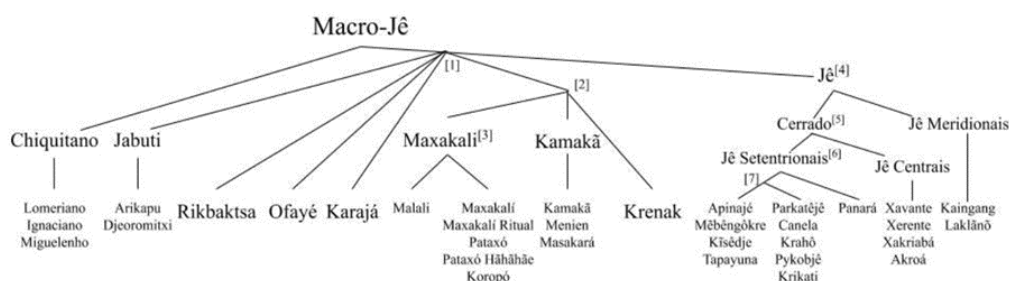 Macro-Jê
[1]
Jê[4]
[2]
Chiquitano Jabuti Maxakali[3] Kamakã Cerrado[5] Jê Meridionais
Jê Setentrionais[6] Jê Centrais
[7]
Lomeriano
Ignaciano
Miguelenho
Arikapu
Djeoromitxi
Rikbaktsa Ofayé Karajá
Malali
Maxakalí
Maxakalí Ritual
Pataxó
Pataxó Hãhãhãe
Koropó
Kamakã
Menien
Masakará
Krenak
Apinajé
Mẽbêngôkre
Kĩsêdje
Tapayuna
Parkatêjê
Canela
Krahô
Pykobjê
Krikati
Panará
Xavante
Xerente
Xakriabá
Akroá
Kaingang
Laklãnõ